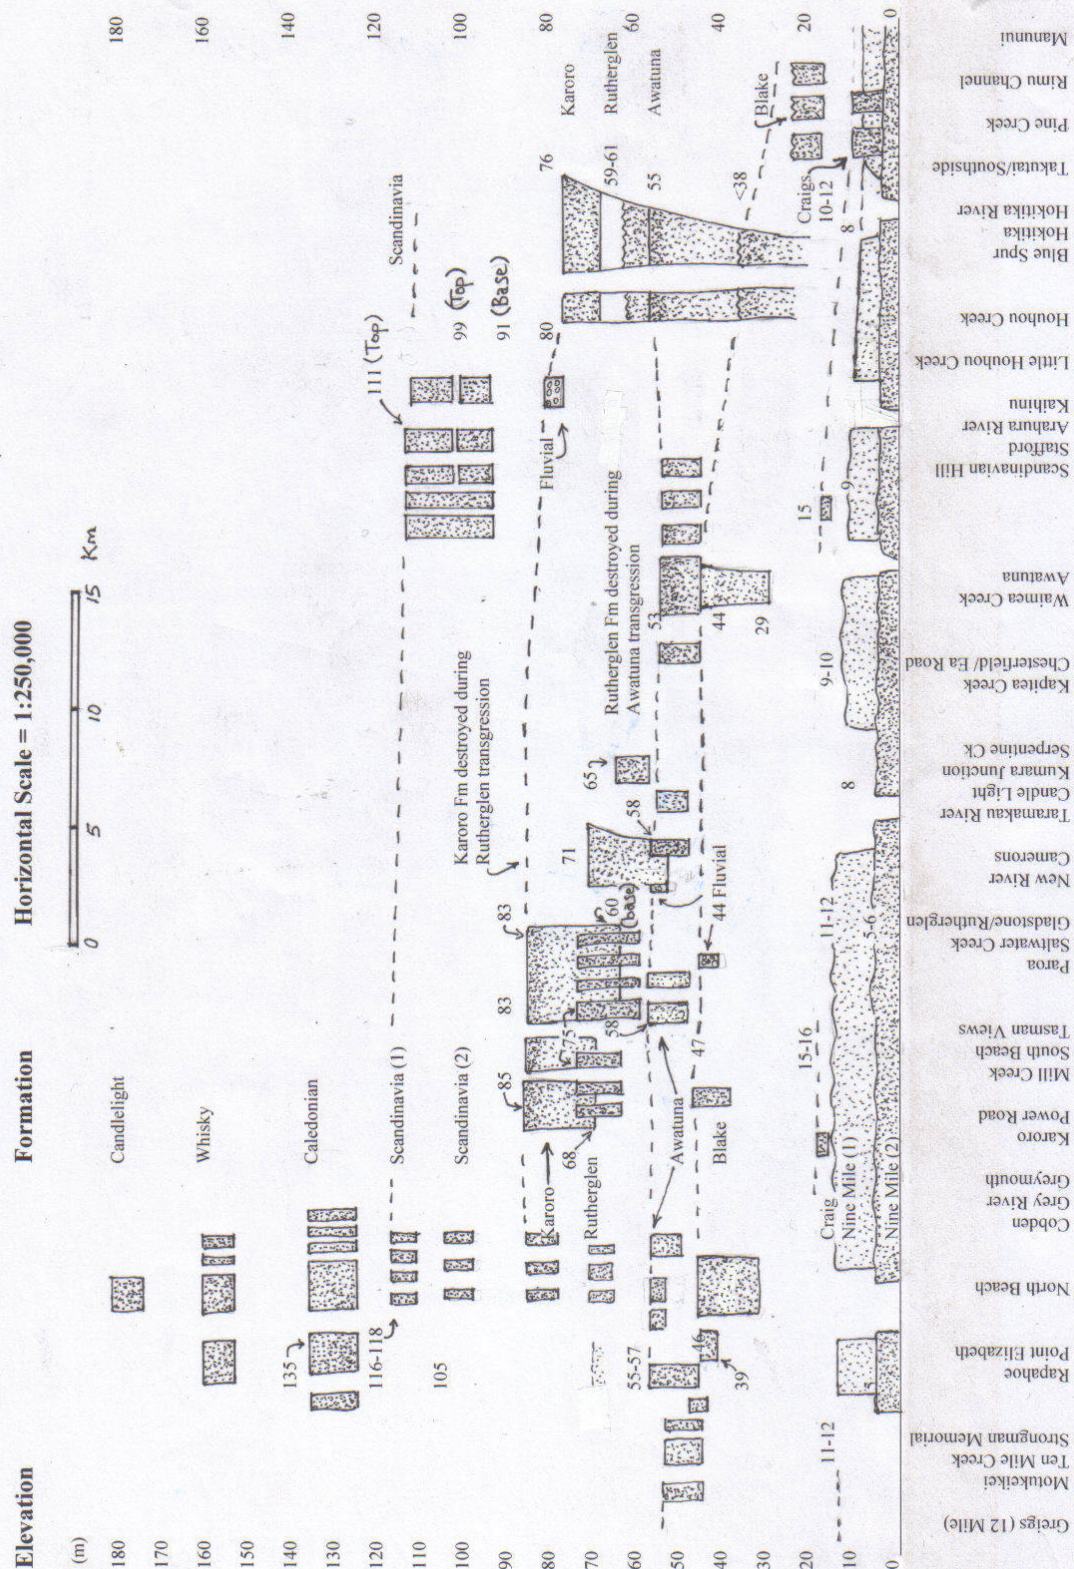 Elevation
Formation
Horizontal Scale = 1:250,000
(m)
0
5
10
15 Km
180
170
160
150
140
130
120
110
100
90
80
70
60
50
40
30
20
10
0
180
160
140
120
100
80
60
40
20
0
Candlelight
Whisky
Caledonian
135
Scandinavia (1)
116-118
111 (Top)
Scandinavia
Scandinavia (2)
105
99 (Top)
91 (Base)
Karoro Fm destroyed during
Rutherglen transgression
85
83
83
80
76
Karoro
Karoro
Fluvial
68
Rutherglen
75
60
(base)
71
65
59-61
Rutherglen
Rutherglen Fm destroyed during
Awatuna transgression
55-57
58
58
53
55
Awatuna
Awatuna
46
39
47
Blake
44 Fluvial
44
29
<38
Blake
Craig
15-16
15
Craigs
10-12
11-12
Nine Mile (1)
11-12
9-10
9
8
5
5-6
8
Nine Mile (2)
Greigs (12 Mile)
Motukeikei
Ten Mile Creek
Strongman Memorial
Rapahoe
Point Elizabeth
North Beach
Cobden
Grey River
Greymouth
Karoro
Power Road
Mill Creek
South Beach
Tasman Views
Paroa
Saltwater Creek
Gladstone/Rutherglen
New River
Camerons
Taramakau River
Candle Light
Kumara Junction
Serpentine Ck
Kapitea Creek
Chesterfield/ Ea Road
Waimea Creek
Awatuna
Scandinavian Hill
Stafford
Arahura River
Kaihinu
Little Houhou Creek
Houhou Creek
Blue Spur
Hokitika
Hokitika River
Takutai/Southside
Pine Creek
Rimu Channel
Manunui